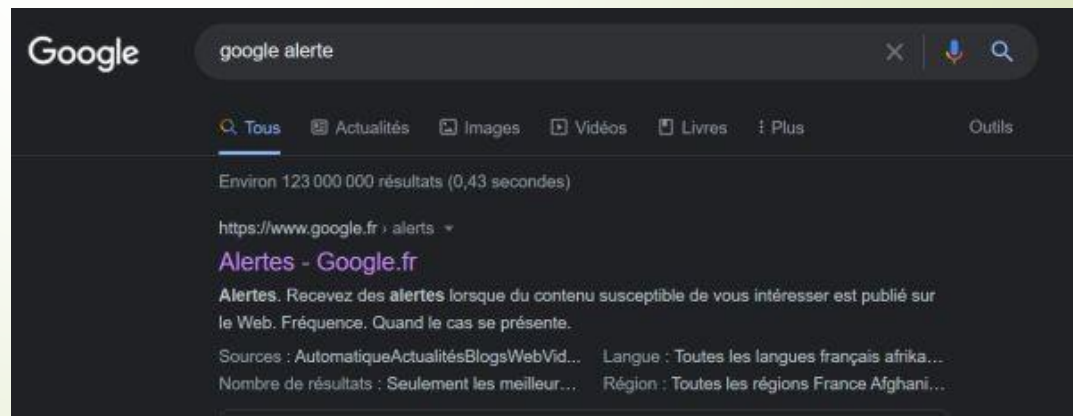 Google
google alerte
Tous Actualités Images Vidéos Livres Plus Outils
Environ 123 000 000 résultats (0,43 secondes)
https://www.google.fr › alerts
Alertes - Google.fr
Alertes. Recevez des alertes lorsque du contenu susceptible de vous intéresser est publié sur
le Web. Fréquence. Quand le cas se présente.
Sources : AutomatiqueActualitésBlogsWebVid... Langue : Toutes les langues français afrika...
Nombre de résultats : Seulement les meilleur... Région : Toutes les régions France Afghani...